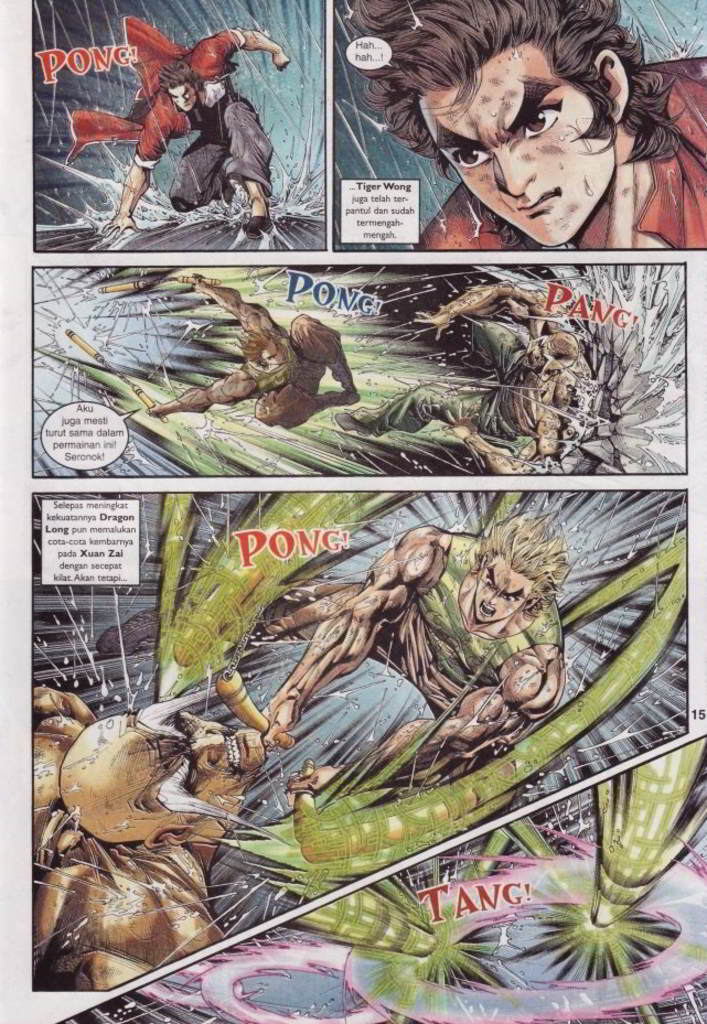 PONG!
Hah...
hah...!
...Tiger Wong
juga telah ter-
pantul dan sudah
termengah-
mengah.
PONG!
PANG!
Aku
juga mesti
turut sama dalam
permainan ini!
Seronok!
Selepas meningkat
kekuatannya Dragon
Long pun memalukan
cota-cota kembarnya
pada Xuan Zai
dengan secepat
kilat. Akan tetapi...
PONG!
15
TANG!